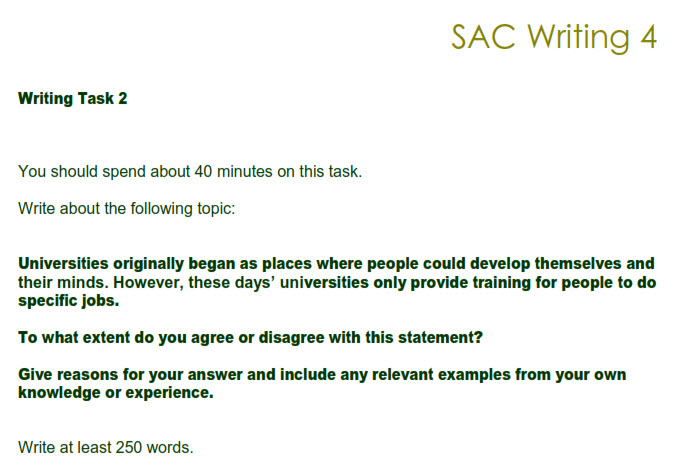 SAC Writing 4
Writing Task 2
You should spend about 40 minutes on this task.
Write about the following topic:
Universities originally began as places where people could develop themselves and
their minds. However, these days' universities only provide training for people to do
specific jobs.
To what extent do you agree or disagree with this statement?
Give reasons for your answer and include any relevant examples from your own
knowledge or experience.
Write at least 250 words.